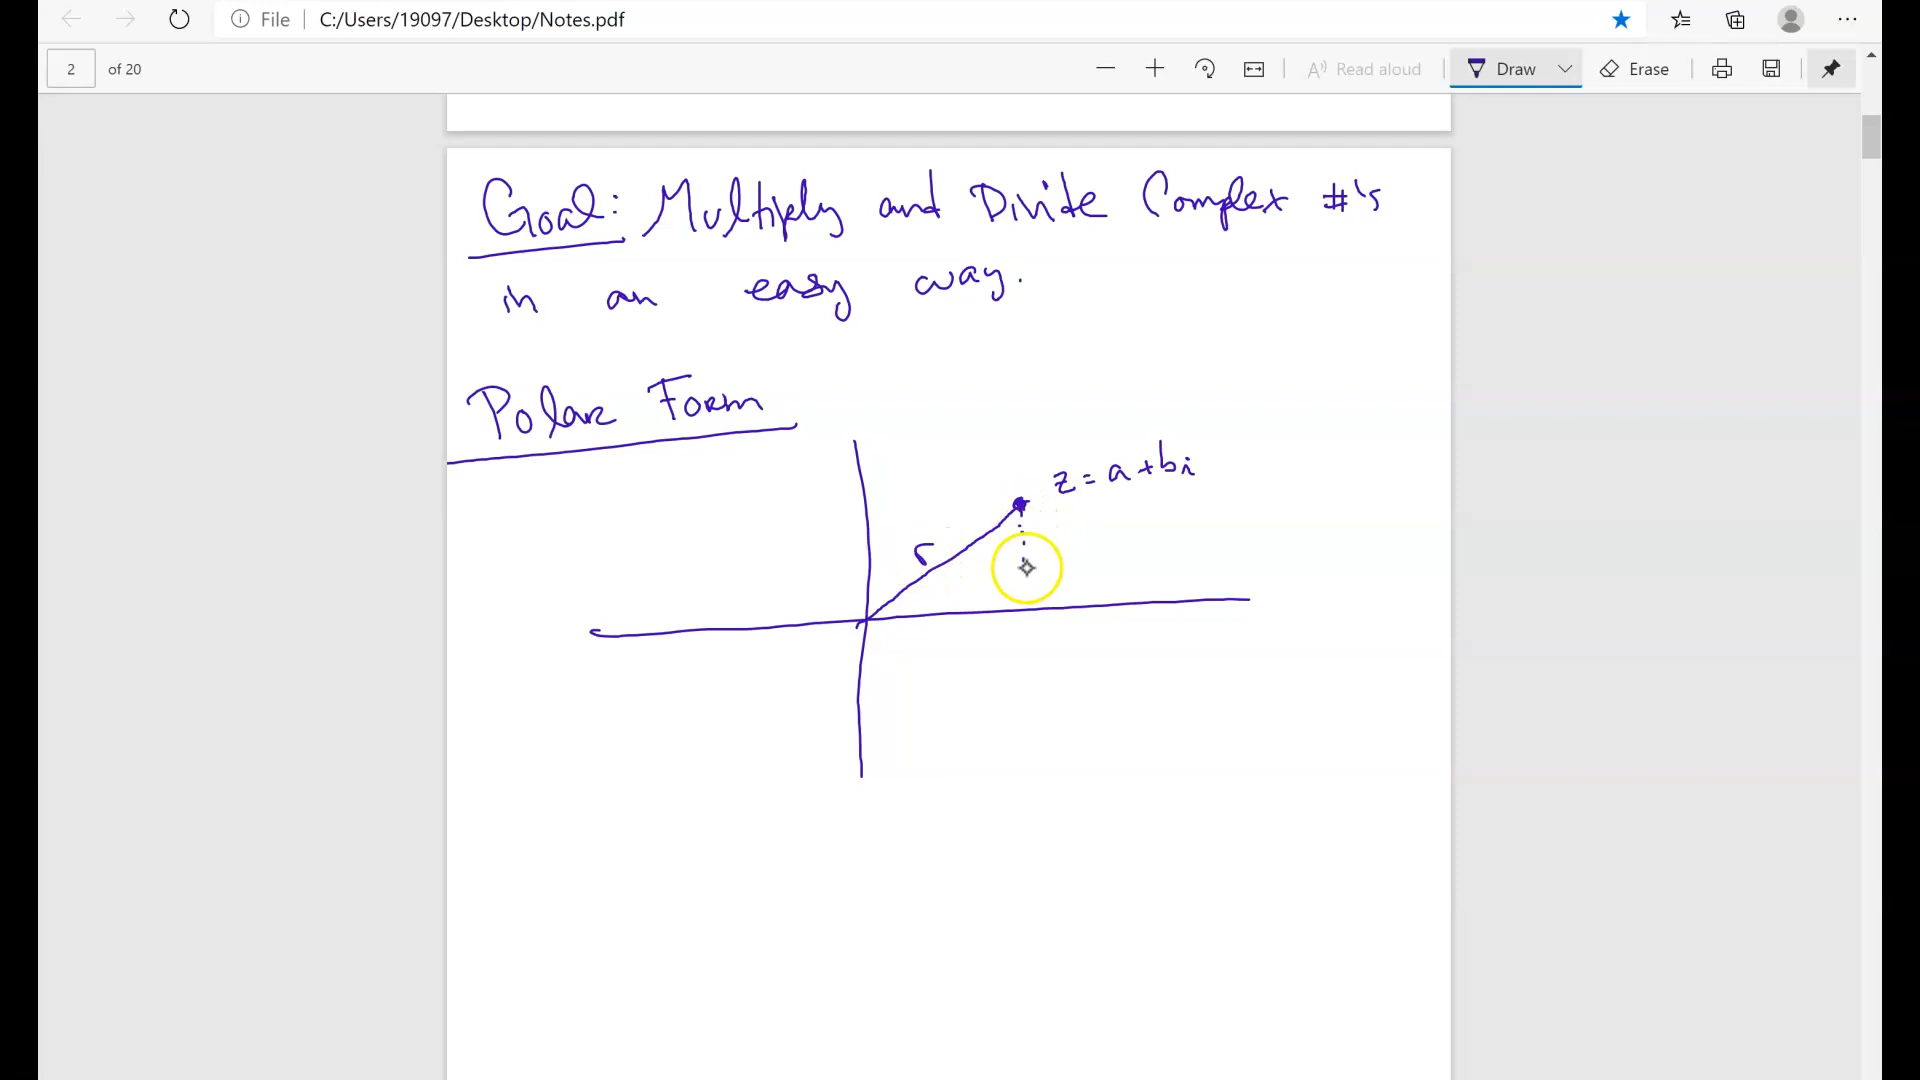 File
C:/Users/19097/Desktop/Notes.pdf
2 of 20
Read aloud
Draw
Erase
Goal: Multiply and Divide Complex #'s
in an easy way.
Polar Form
z = a + bi
r